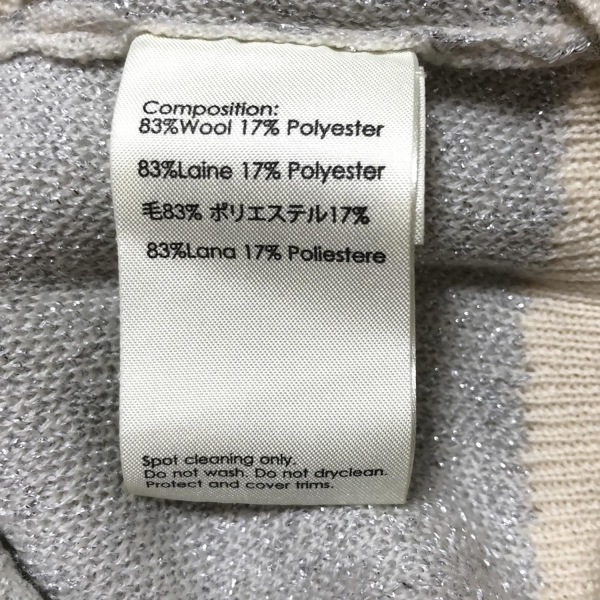 Composition:
83%Wool 17% Polyester
83%Laine 17% Polyester
毛83% ポリエステル17%
83%Lana 17% Poliestere
Spot cleaning only.
Do not wash. Do not dryclean.
Protect and cover trims.